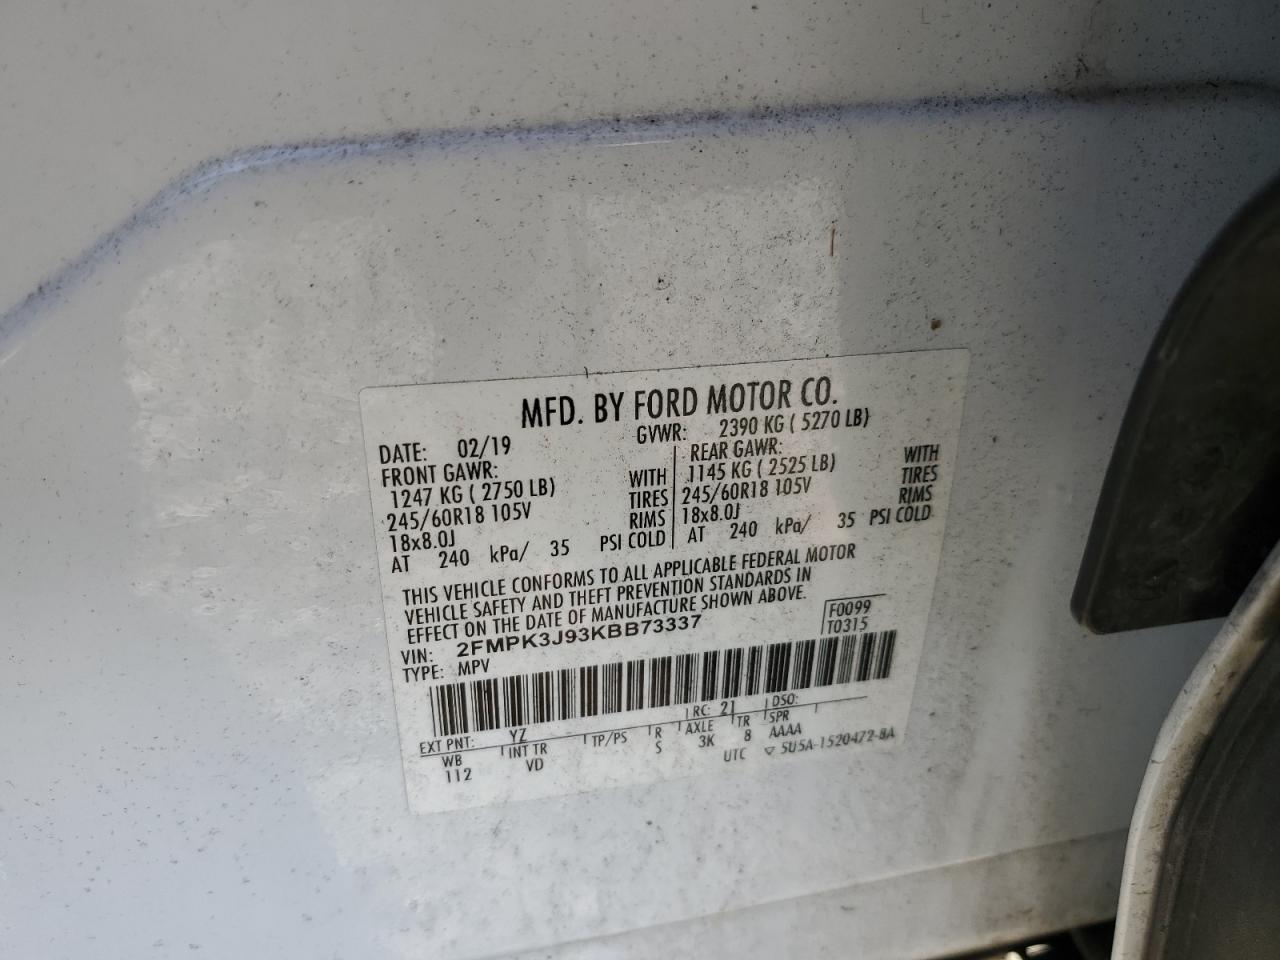 MFD. BY FORD MOTOR CO.
DATE: 02/19 GVWR: 2390 KG ( 5270 LB)
FRONT GAWR: REAR GAWR:
1247 KG ( 2750 LB) WITH 1145 KG ( 2525 LB) WITH
245/60R18 105V TIRES 245/60R18 105V TIRES
18x8.0J RIMS 18x8.0J RIMS
AT 240 kPa/ 35 PSI COLD AT 240 kPa/ 35 PSI COLD
THIS VEHICLE CONFORMS TO ALL APPLICABLE FEDERAL MOTOR
VEHICLE SAFETY AND THEFT PREVENTION STANDARDS IN
EFFECT ON THE DATE OF MANUFACTURE SHOWN ABOVE.
VIN: 2FMPK3J93KBB73337 F0099
TYPE: MPV T0315
EXT PNT: YZ RC: 21 DSO:
WB INT TR TP/PS R AXLE TR SPR
112 VD S 3K 8 AAAA
UTC ▽ 5U5A-1520472-BA